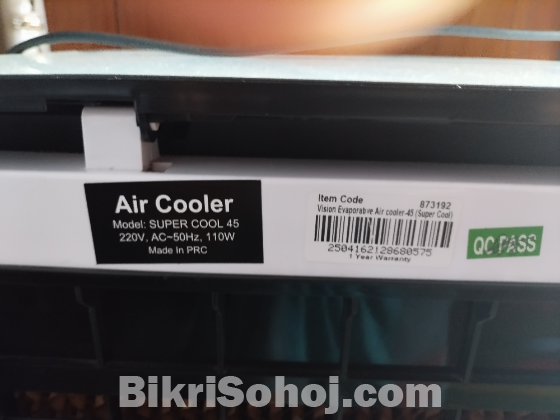 Air Cooler
Model: SUPER COOL 45
220V, AC~50Hz, 110W
Made In PRC
Item Code 873192
Vision Evaporative Air cooler-45 (Super Cool)
2504162128680575
1 Year Warranty
QC PASS
BikriSohoj.com